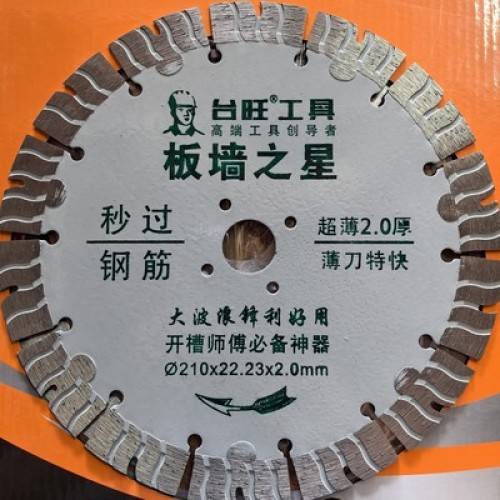 台旺®工具
高端工具创导者
板墙之星
秒过
钢筋
超薄2.0厚
薄刀特快
大波浪锋利好用
开槽师傅必备神器
Ø210x22.23x2.0mm